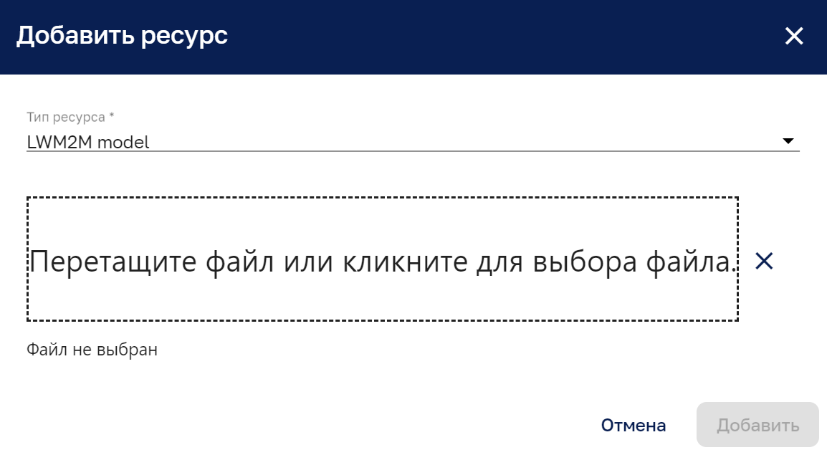 Добавить ресурс
Тип ресурса *
LWM2M model
Перетащите файл или кликните для выбора файла.
Файл не выбран
Отмена
Добавить